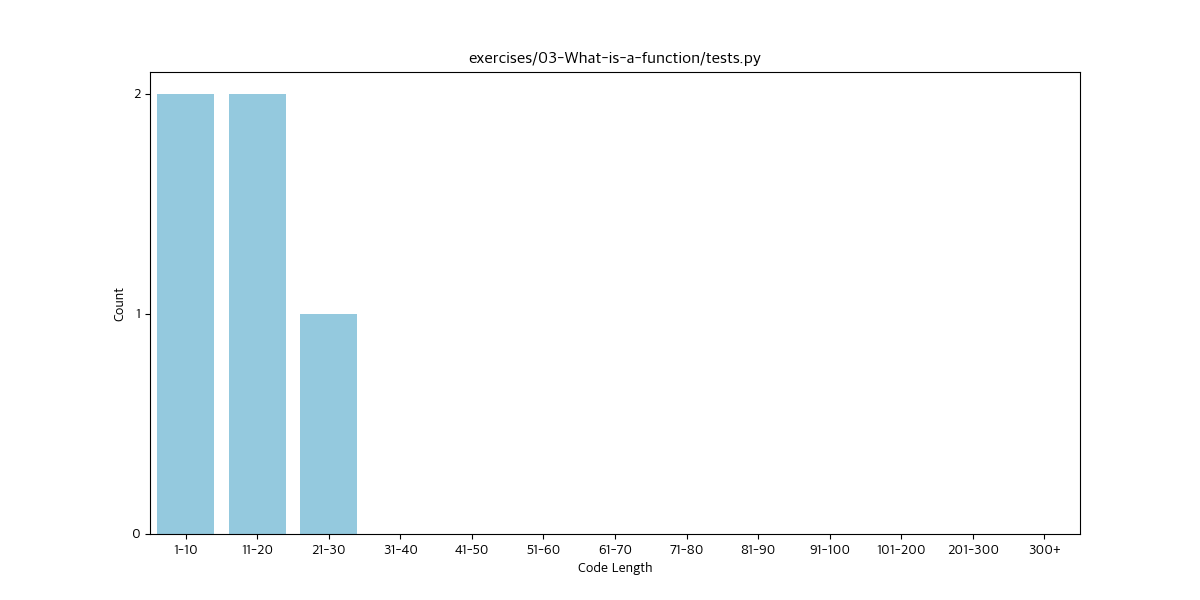 exercises/03-What-is-a-function/tests.py
2
1
0
Count
1-10 11-20 21-30 31-40 41-50 51-60 61-70 71-80 81-90 91-100 101-200 201-300 300+
Code Length